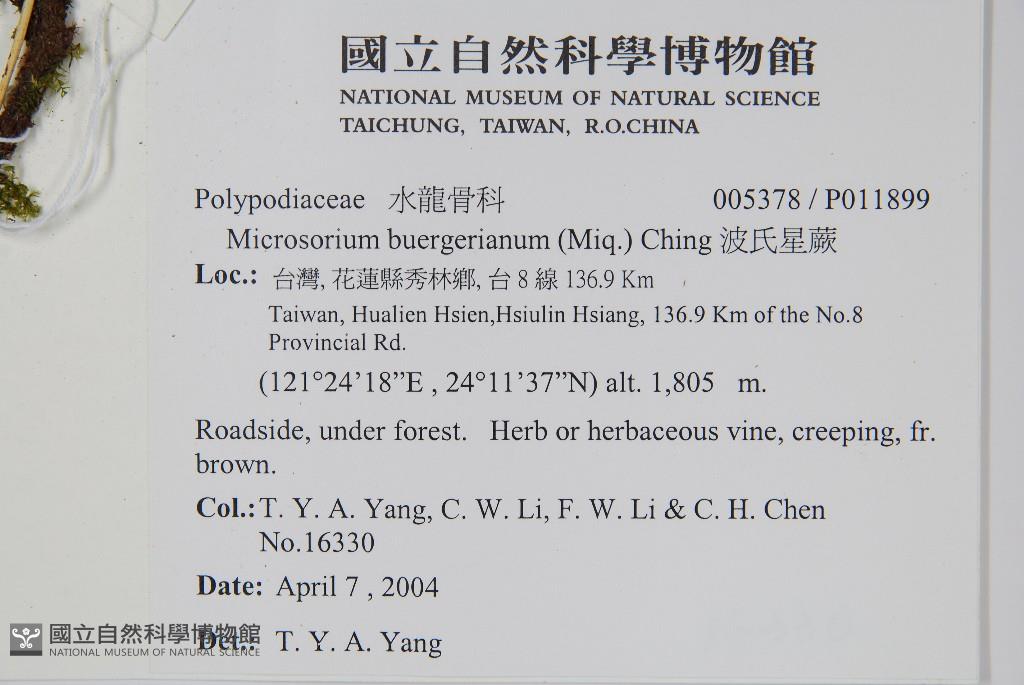 國立自然科學博物館
NATIONAL MUSEUM OF NATURAL SCIENCE
TAICHUNG, TAIWAN, R.O.CHINA
Polypodiaceae 水龍骨科 005378 / P011899
Microsorium buergerianum (Miq.) Ching 波氏星蕨
Loc.: 台灣, 花蓮縣秀林鄉, 台 8 線 136.9 Km
Taiwan, Hualien Hsien,Hsiulin Hsiang, 136.9 Km of the No.8
Provincial Rd.
(121°24’18”E , 24°11’37”N) alt. 1,805 m.
Roadside, under forest. Herb or herbaceous vine, creeping, fr.
brown.
Col.: T. Y. A. Yang, C. W. Li, F. W. Li & C. H. Chen
No.16330
Date: April 7 , 2004
Det.: T. Y. A. Yang
國立自然科學博物館
NATIONAL MUSEUM OF NATURAL SCIENCE